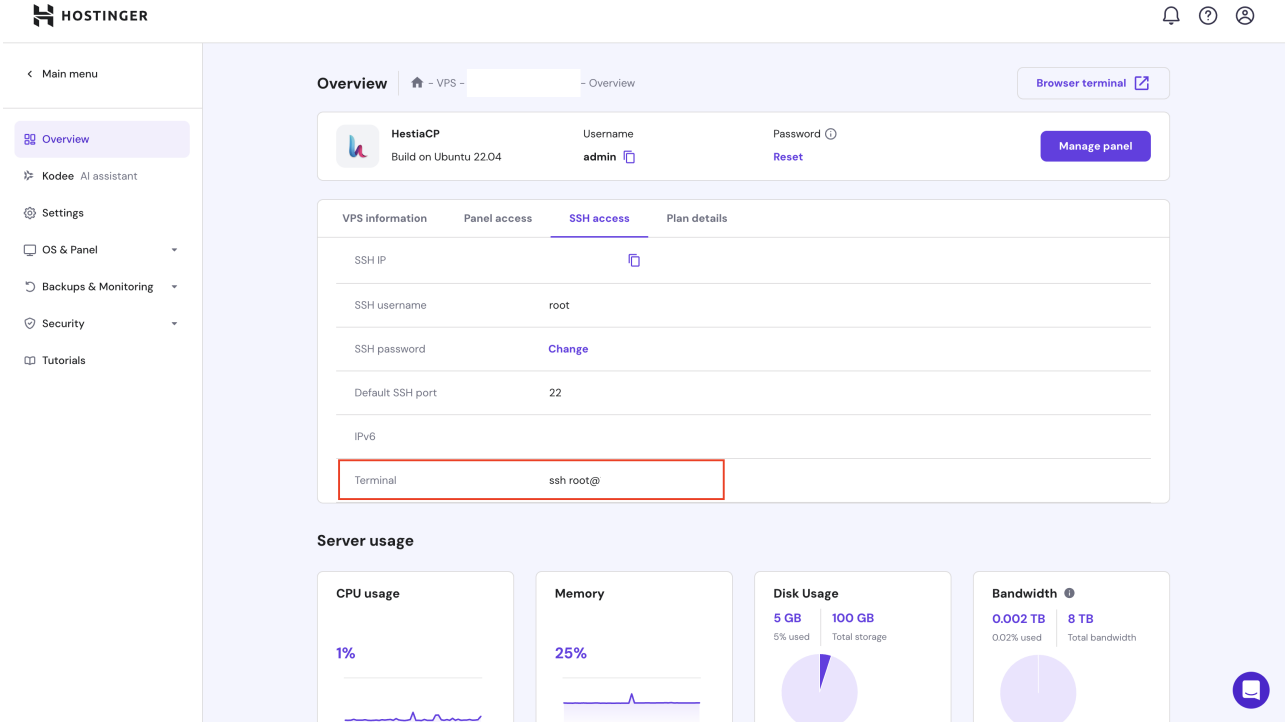 HOSTINGER
Main menu
Overview
Kodee AI assistant
Settings
OS & Panel
Backups & Monitoring
Security
Tutorials
Overview - VPS - - Overview
Browser terminal
HestiaCP
Build on Ubuntu 22.04
Username
admin
Password
Reset
Manage panel
VPS information Panel access SSH access Plan details
SSH IP
SSH username root
SSH password Change
Default SSH port 22
IPv6
Terminal ssh root@
Server usage
CPU usage
1%
Memory
25%
Disk Usage
5 GB 100 GB
5% used Total storage
Bandwidth
0.002 TB 8 TB
0.02% used Total bandwidth